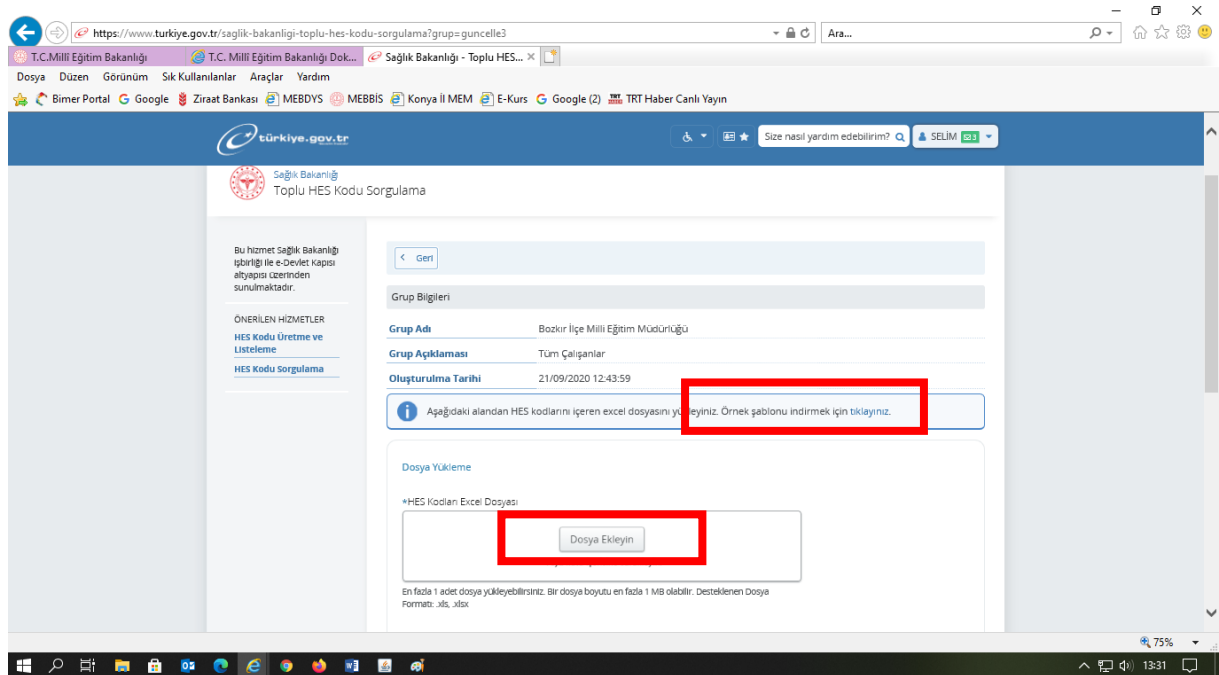 https://www.turkiye.gov.tr/saglik-bakanligi-toplu-hes-kodu-sorgulama?grup=guncelle3
Ara...
T.C.Millî Eğitim Bakanlığı
T.C. Millî Eğitim Bakanlığı Dok...
Sağlık Bakanlığı - Toplu HES...
Dosya Düzen Görünüm Sık Kullanılanlar Araçlar Yardım
Bimer Portal Google Ziraat Bankası MEBDYS MEBBİS Konya İl MEM E-Kurs Google (2) TRT Haber Canlı Yayın
türkiye.gov.tr
Size nasıl yardım edebilirim?
SELİM
Sağlık Bakanlığı
Toplu HES Kodu Sorgulama
Bu hizmet Sağlık Bakanlığı
işbirliği ile e-Devlet Kapısı
altyapısı üzerinden
sunulmaktadır.
ÖNERİLEN HİZMETLER
HES Kodu Üretme ve
Listeleme
HES Kodu Sorgulama
Geri
Grup Bilgileri
Grup Adı Bozkır İlçe Milli Eğitim Müdürlüğü
Grup Açıklaması Tüm Çalışanlar
Oluşturulma Tarihi 21/09/2020 12:43:59
Aşağıdaki alandan HES kodlarını içeren excel dosyasını yükleyiniz. Örnek şablonu indirmek için tıklayınız.
Dosya Yükleme
*HES Kodları Excel Dosyası
Dosya Ekleyin
En fazla 1 adet dosya yükleyebilirsiniz. Bir dosya boyutu en fazla 1 MB olabilir. Desteklenen Dosya
Formatı: .xls, .xlsx
75%
13:31